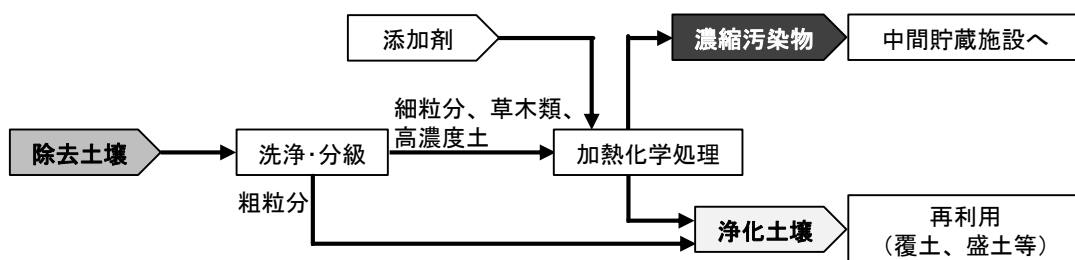 添加剤
濃縮汚染物
中間貯蔵施設へ
細粒分、草木類、
高濃度土
除去土壌
洗浄・分級
加熱化学処理
粗粒分
浄化土壌
再利用
（覆土、盛土等）